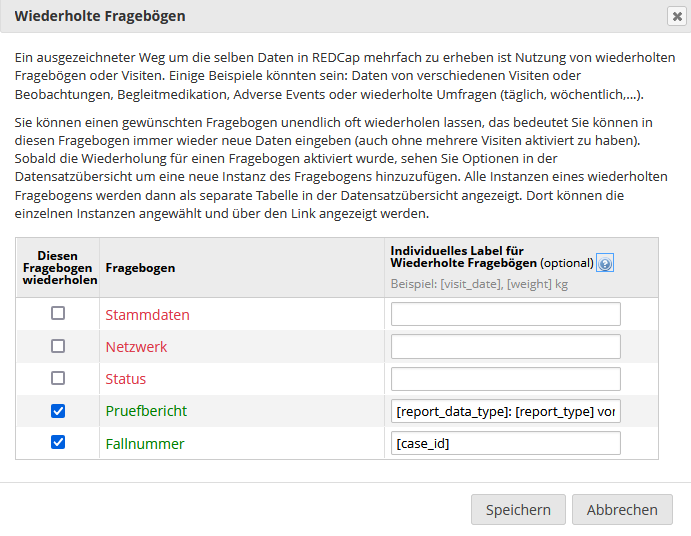 Wiederholte Fragebögen
Ein ausgezeichneter Weg um die selben Daten in REDCap mehrfach zu erheben ist Nutzung von wiederholten
Fragebögen oder Visiten. Einige Beispiele könnten sein: Daten von verschiedenen Visiten oder
Beobachtungen, Begleitmedikation, Adverse Events oder wiederholte Umfragen (täglich, wöchentlich,...).
Sie können einen gewünschten Fragebogen unendlich oft wiederholen lassen, das bedeutet Sie können in
diesen Fragebogen immer wieder neue Daten eingeben (auch ohne mehrere Visiten aktiviert zu haben).
Sobald die Wiederholung für einen Fragebogen aktiviert wurde, sehen Sie Optionen in der
Datensatzübersicht um eine neue Instanz des Fragebogens hinzuzufügen. Alle Instanzen eines wiederholten
Fragebogens werden dann als separate Tabelle in der Datensatzübersicht angezeigt. Dort können die
einzelnen Instanzen angewählt und über den Link angezeigt werden.
Diesen
Fragebogen
wiederholen
Fragebogen
Individuelles Label für
Wiederholte Fragebögen (optional) ?
Beispiel: [visit_date], [weight] kg
Stammdaten
Netzwerk
Status
Pruefbericht [report_data_type]: [report_type] vor
Fallnummer [case_id]
Speichern Abbrechen